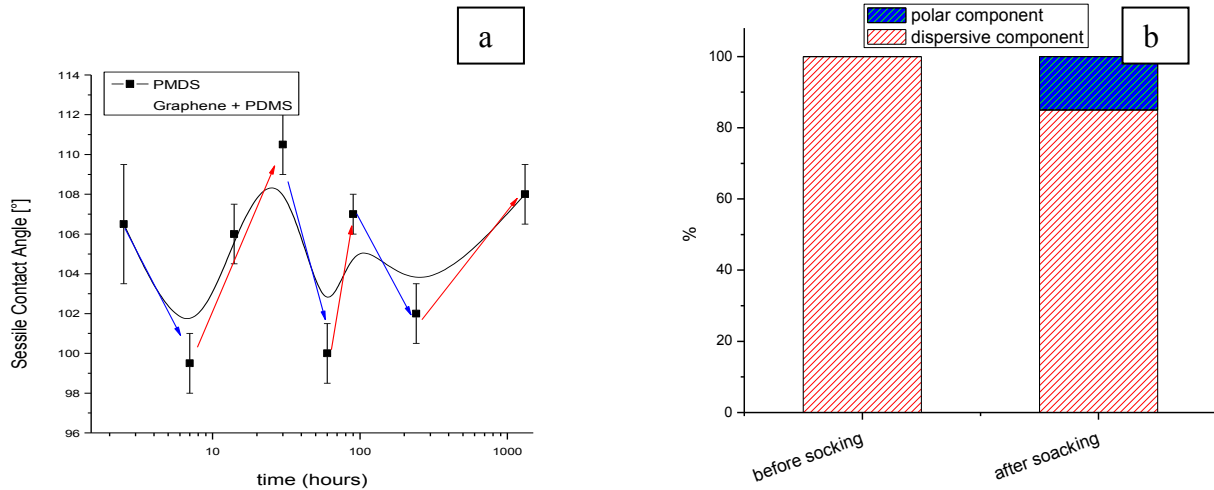 a
PMDS
Graphene + PDMS
114
112
110
108
106
104
102
100
98
96
Sessile Contact Angle [°]
10
100
1000
time (hours)
b
polar component
dispersive component
100
80
60
40
20
0
%
before socking
after soacking